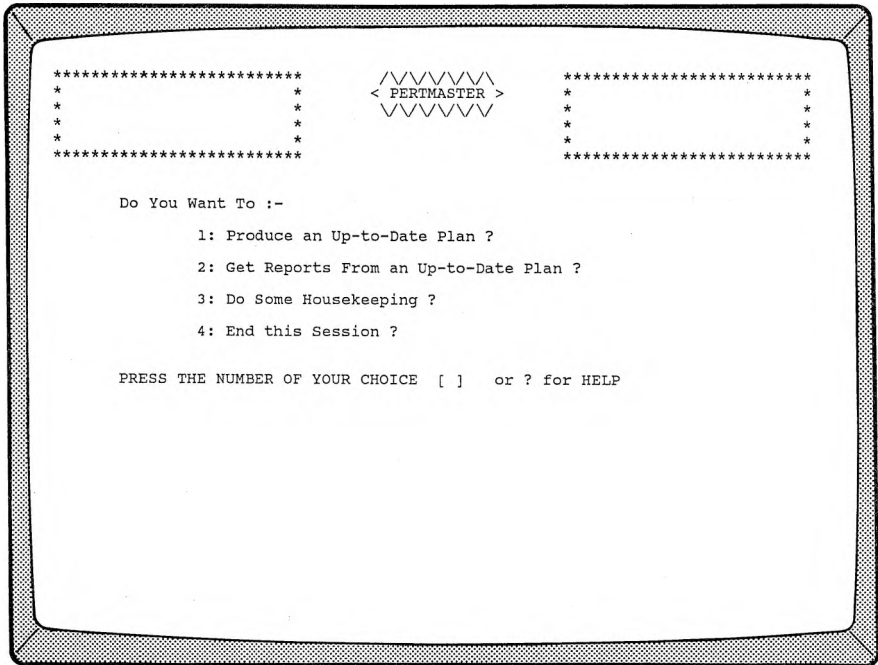 **************************    /\/\/\/\/\/\    **************************
*                        *   < PERTMASTER >   *                        *
*                        *    \/\/\/\/\/\/    *                        *
*                        *                    *                        *
*                        *                    *                        *
**************************                    **************************
Do You Want To :-
1: Produce an Up-to-Date Plan ?
2: Get Reports From an Up-to-Date Plan ?
3: Do Some Housekeeping ?
4: End this Session ?
PRESS THE NUMBER OF YOUR CHOICE [ ] or ? for HELP